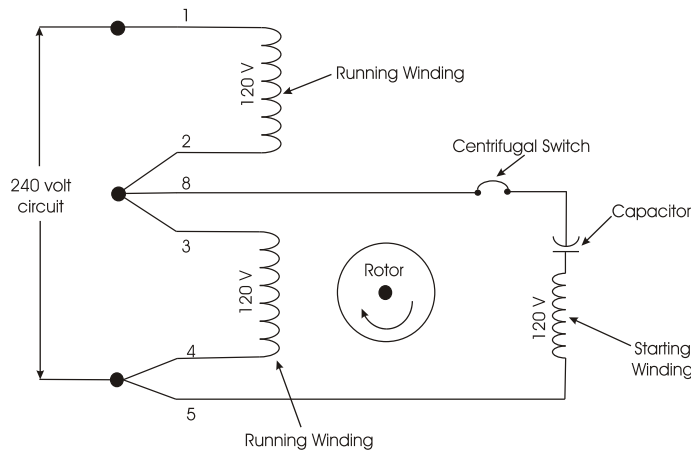 1
120 V
Running Winding
2
Centrifugal Switch
240 volt
circuit
8
Capacitor
3
Rotor
120 V
120 V
4
Starting
Winding
5
Running Winding